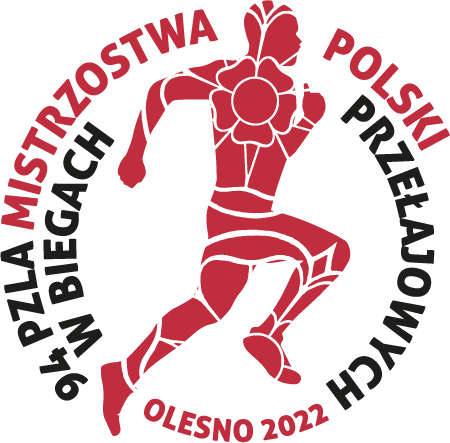 94 PZLA MISTRZOSTWA POLSKI
W BIEGACH PRZEŁAJOWYCH
OLESNO 2022